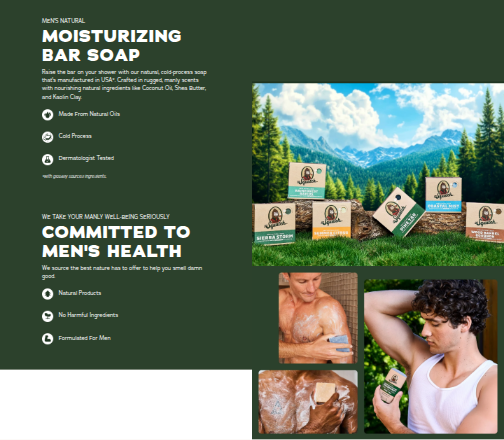 MEN'S NATURAL
MOISTURIZING
BAR SOAP
Raise the bar on your shower with our natural, cold-process soap
that's manufactured in USA*. Crafted in rugged, manly scents
with nourishing natural ingredients like Coconut Oil, Shea Butter,
and Kaolin Clay.
Made From Natural Oils
Cold Process
Dermatologist Tested
*with globally sourced ingredients.
WE TAKE YOUR MANLY WELL-BEING SERIOUSLY
COMMITTED TO
MEN'S HEALTH
We source the best nature has to offer to help you smell damn
good
Natural Products
No Harmful Ingredients
Formulated For Men